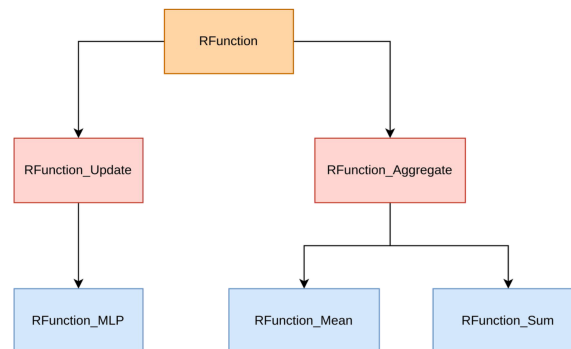 RFunction
RFunction_Update
RFunction_Aggregate
RFunction_MLP
RFunction_Mean
RFunction_Sum